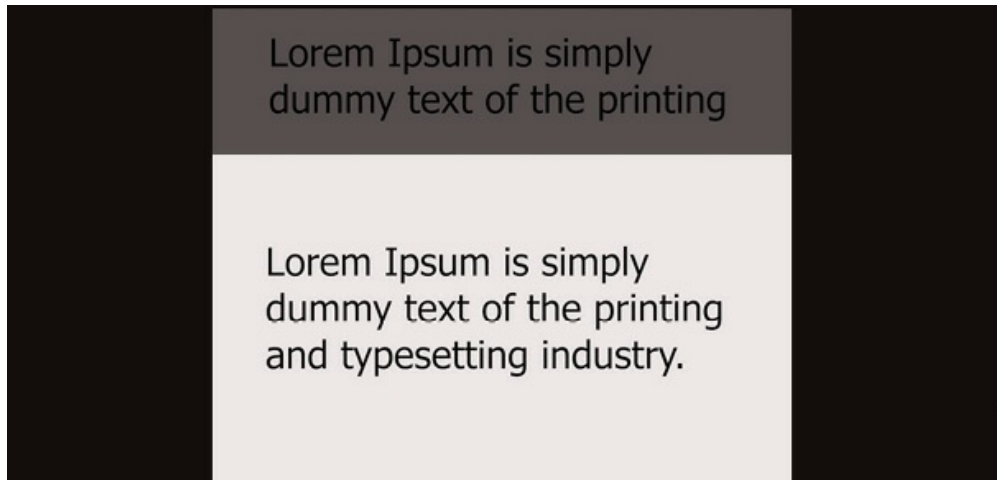 Lorem Ipsum is simply
dummy text of the printing
Lorem Ipsum is simply
dummy text of the printing
and typesetting industry.